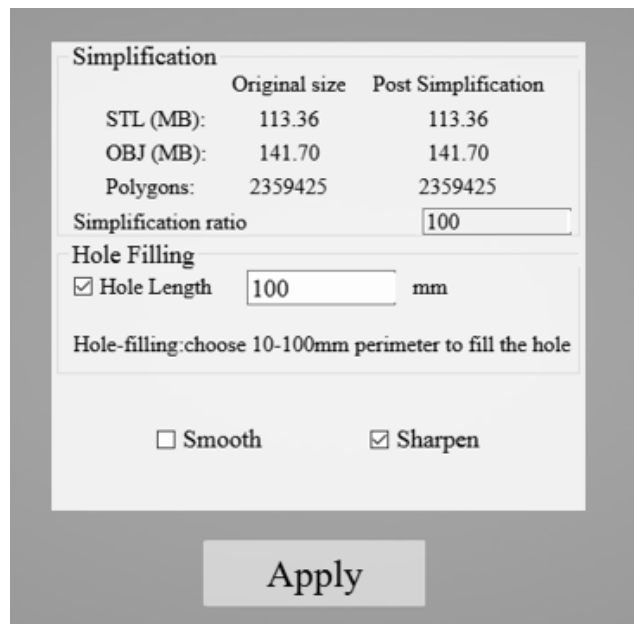 Simplification
Original size Post Simplification
STL (MB): 113.36 113.36
OBJ (MB): 141.70 141.70
Polygons: 2359425 2359425
Simplification ratio 100
Hole Filling
Hole Length 100 mm
Hole-filling:choose 10-100mm perimeter to fill the hole
Smooth Sharpen
Apply